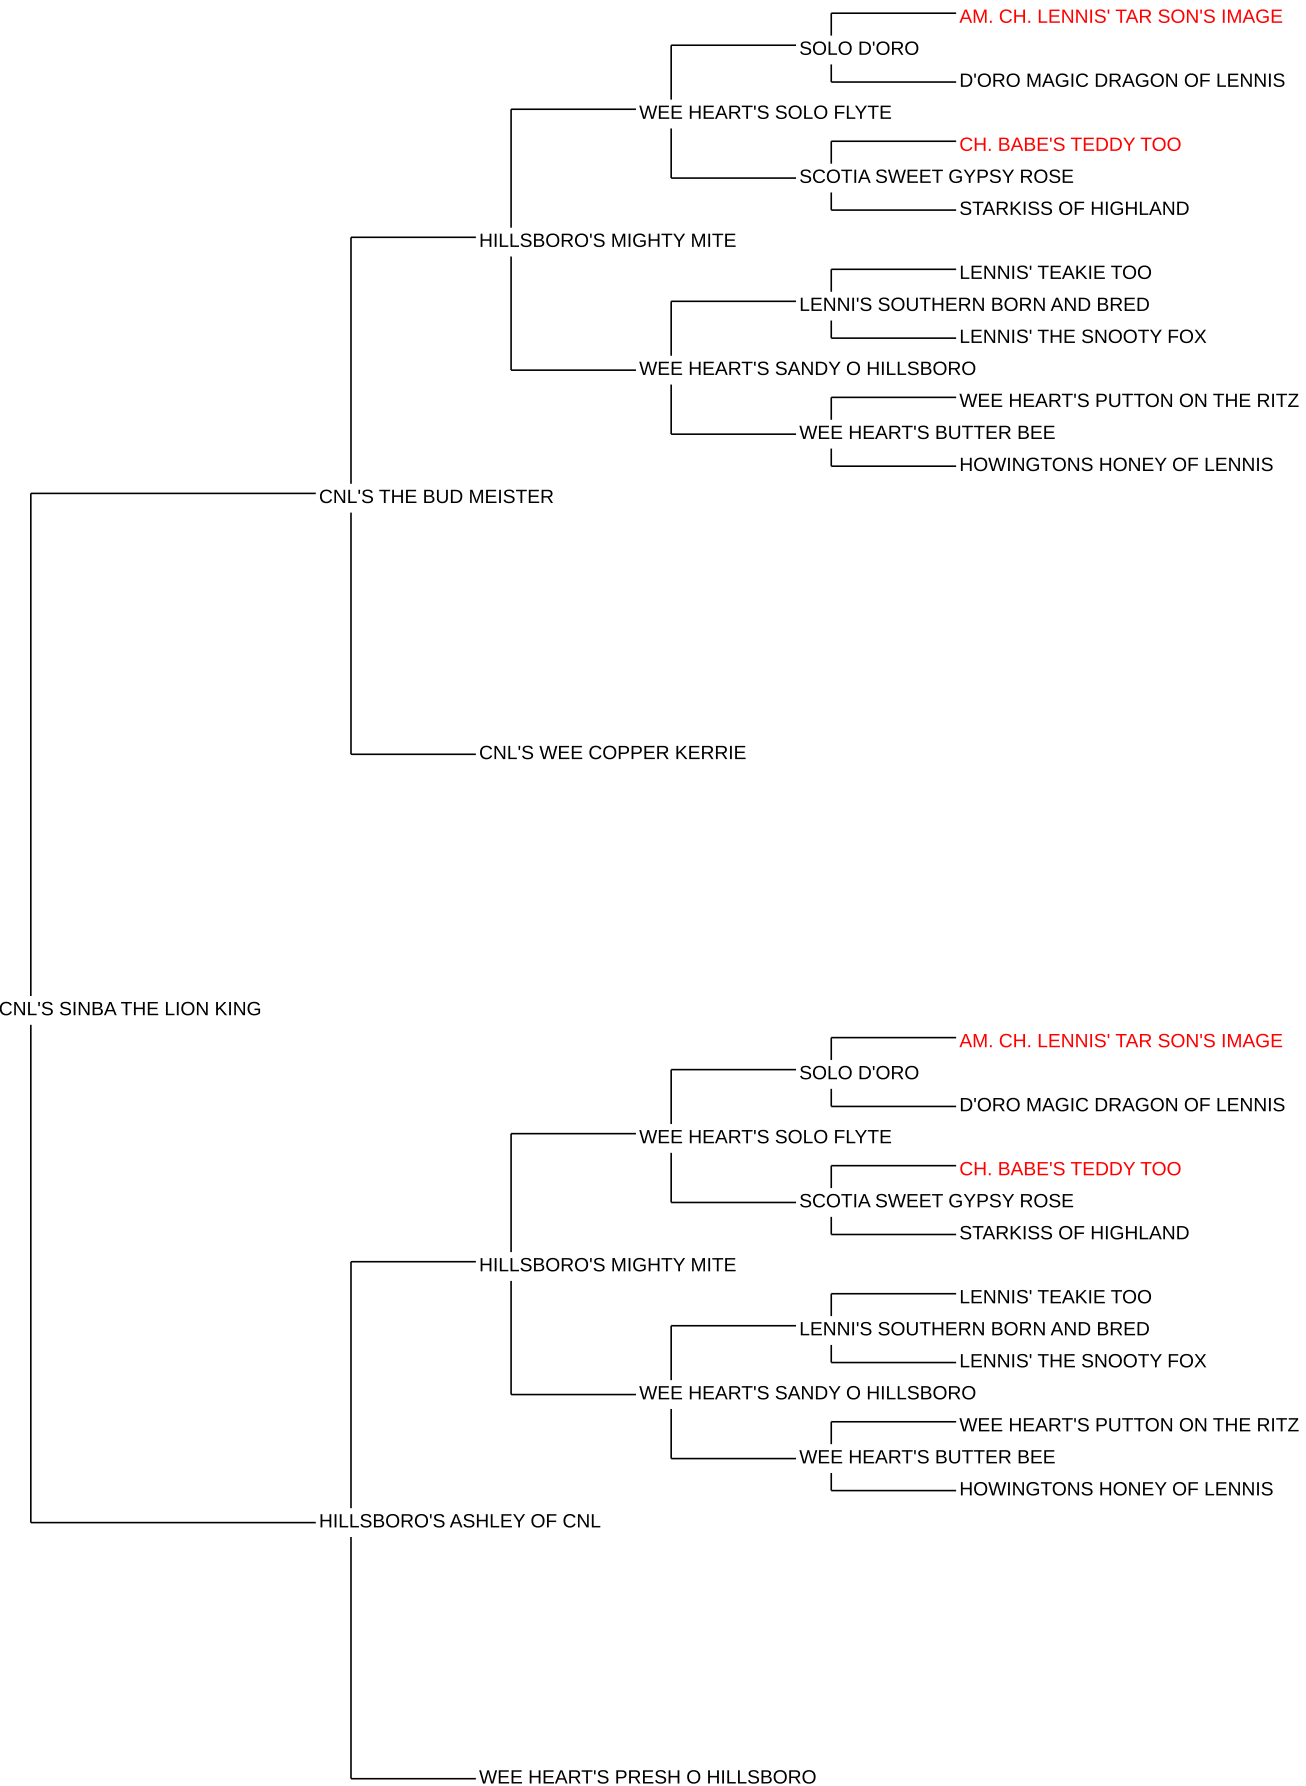 AM. CH. LENNIS' TAR SON'S IMAGE
SOLO D'ORO
D'ORO MAGIC DRAGON OF LENNIS
WEE HEART'S SOLO FLYTE
CH. BABE'S TEDDY TOO
SCOTIA SWEET GYPSY ROSE
STARKISS OF HIGHLAND
HILLSBORO'S MIGHTY MITE
LENNIS' TEAKIE TOO
LENNI'S SOUTHERN BORN AND BRED
LENNIS' THE SNOOTY FOX
WEE HEART'S SANDY O HILLSBORO
WEE HEART'S PUTTON ON THE RITZ
WEE HEART'S BUTTER BEE
HOWINGTONS HONEY OF LENNIS
CNL'S THE BUD MEISTER
CNL'S WEE COPPER KERRIE
CNL'S SINBA THE LION KING
AM. CH. LENNIS' TAR SON'S IMAGE
SOLO D'ORO
D'ORO MAGIC DRAGON OF LENNIS
WEE HEART'S SOLO FLYTE
CH. BABE'S TEDDY TOO
SCOTIA SWEET GYPSY ROSE
STARKISS OF HIGHLAND
HILLSBORO'S MIGHTY MITE
LENNIS' TEAKIE TOO
LENNI'S SOUTHERN BORN AND BRED
LENNIS' THE SNOOTY FOX
WEE HEART'S SANDY O HILLSBORO
WEE HEART'S PUTTON ON THE RITZ
WEE HEART'S BUTTER BEE
HOWINGTONS HONEY OF LENNIS
HILLSBORO'S ASHLEY OF CNL
WEE HEART'S PRESH O HILLSBORO